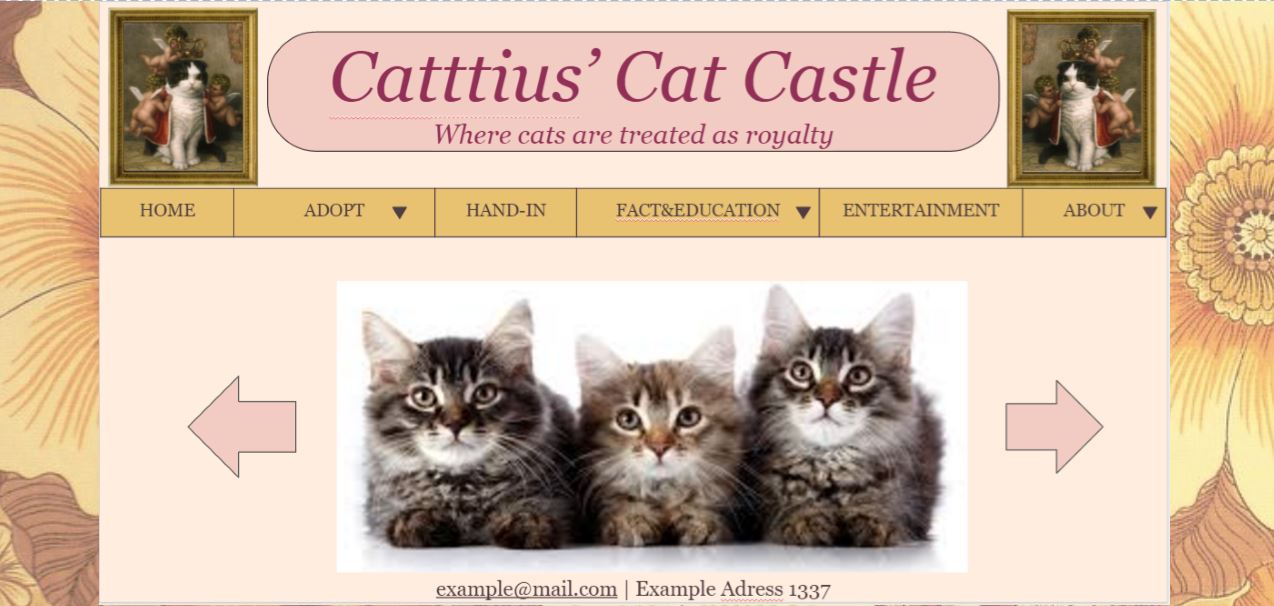 Catttius’ Cat Castle
Where cats are treated as royalty
HOME ADOPT HAND-IN FACT&EDUCATION ENTERTAINMENT ABOUT
example@mail.com | Example Adress 1337